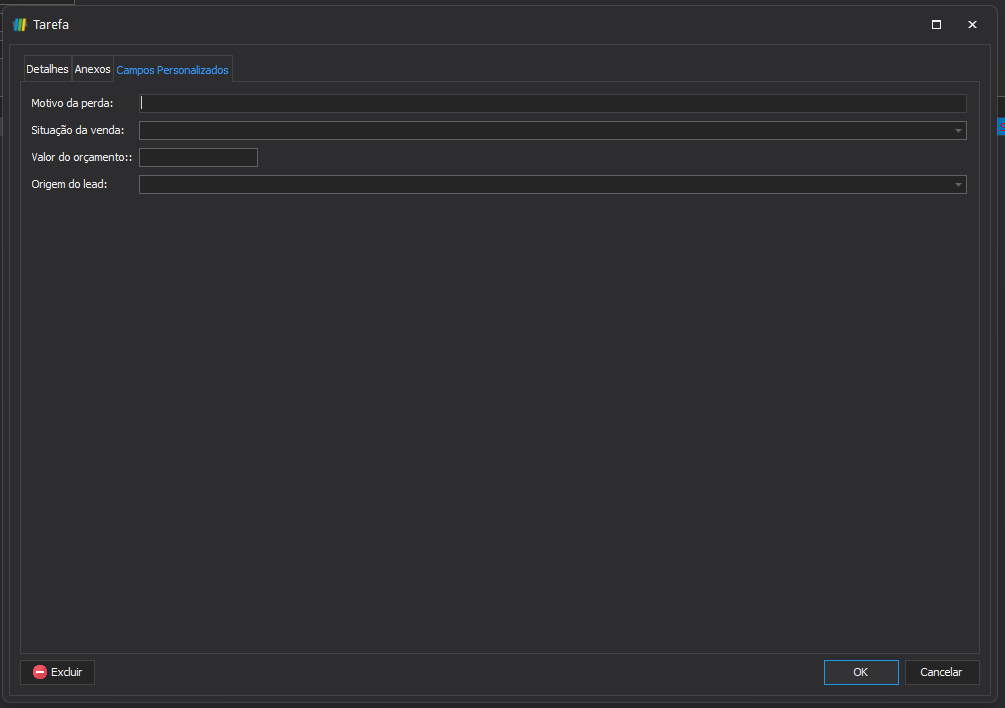 Tarefa
Detalhes Anexos Campos Personalizados
Motivo da perda:
Situação da venda:
Valor do orçamento::
Origem do lead:
Excluir OK Cancelar